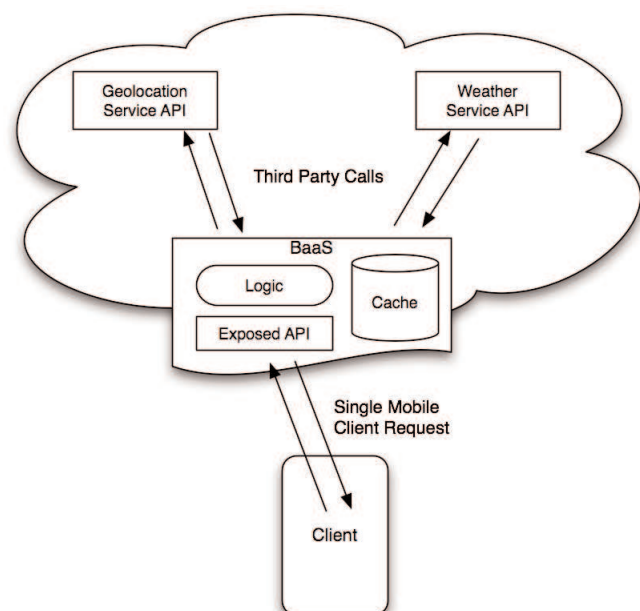 Geolocation
Service API
Weather
Service API
Third Party Calls
BaaS
Logic
Cache
Exposed API
Single Mobile
Client Request
Client